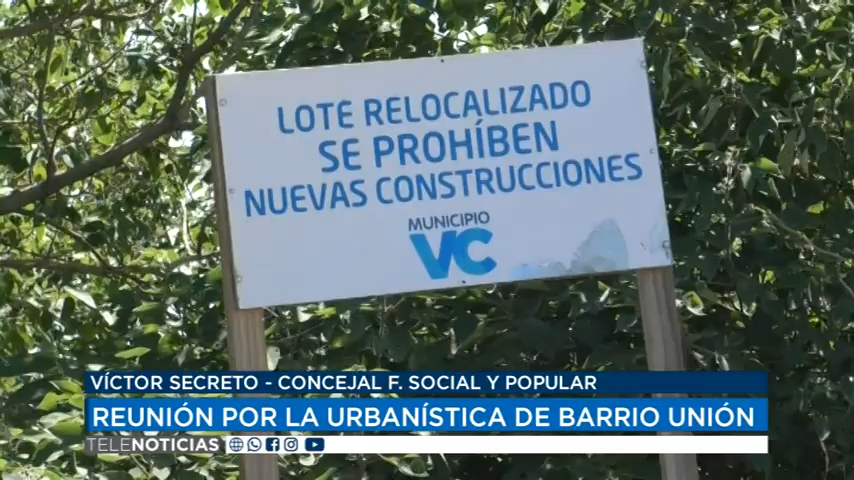 LOTE RELOCALIZADO
SE PROHÍBEN
NUEVAS CONSTRUCCIONES
MUNICIPIO
VC
VÍCTOR SECRETO - CONCEJAL F. SOCIAL Y POPULAR
REUNIÓN POR LA URBANÍSTICA DE BARRIO UNIÓN
TELENOTICIAS